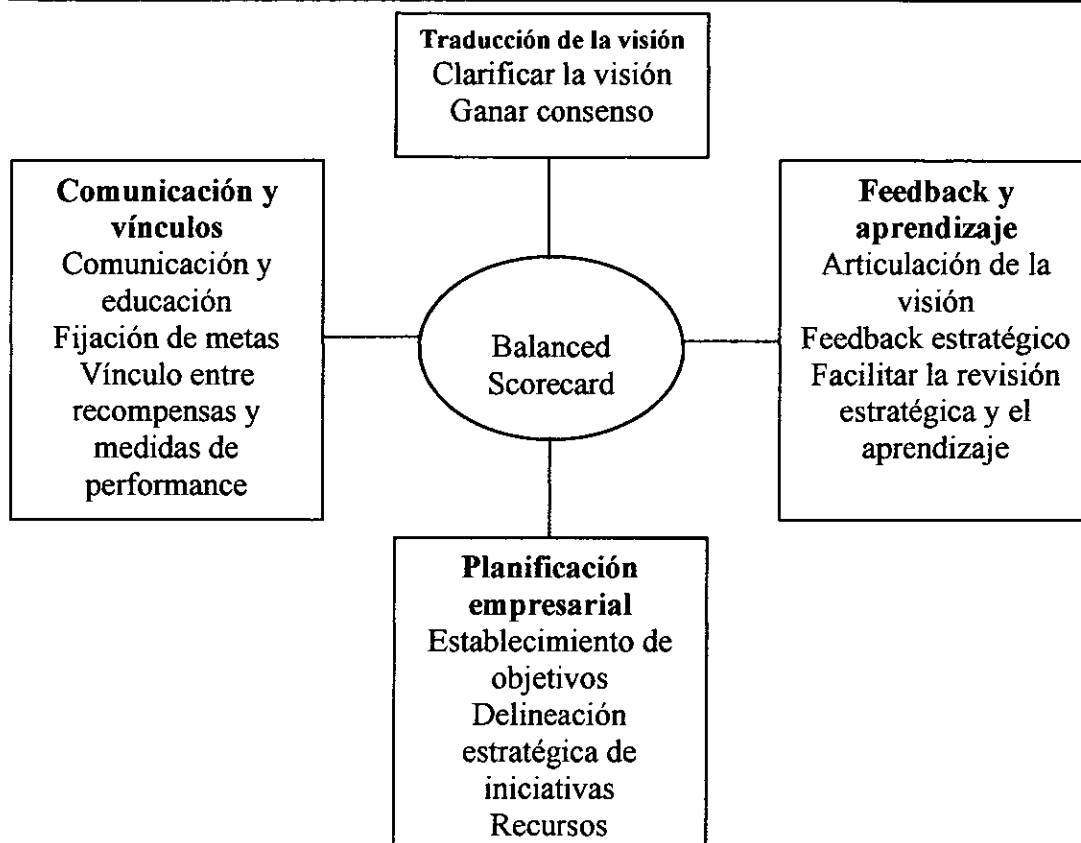 Traducción de la visión
Clarificar la visión
Ganar consenso
Comunicación y
vínculos
Comunicación y
educación
Fijación de metas
Vínculo entre
recompensas y
medidas de
performance
Balanced
Scorecard
Feedback y
aprendizaje
Articulación de la
visión
Feedback estratégico
Facilitar la revisión
estratégica y el
aprendizaje
Planificación
empresarial
Establecimiento de
objetivos
Delineación
estratégica de
iniciativas
Recursos